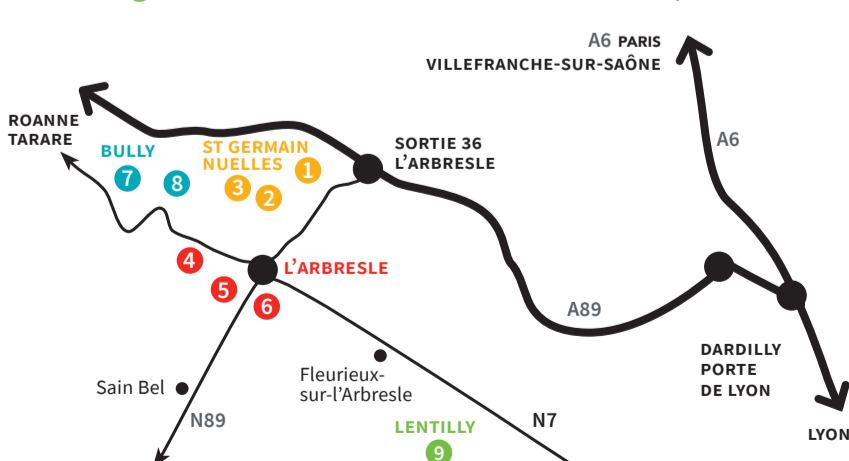 A6 PARIS
VILLEFRANCHE-SUR-SAÔNE
ROANNE
TARARE
BULLY
7
8
ST GERMAIN
NUELLES
1
3
2
SORTIE 36
L’ARBRESLE
A6
4
5
6
L’ARBRESLE
A89
DARDILLY
PORTE
DE LYON
LYON
Sain Bel
N89
Fleurieux-
sur-l’Arbresle
LENTILLY
9
N7